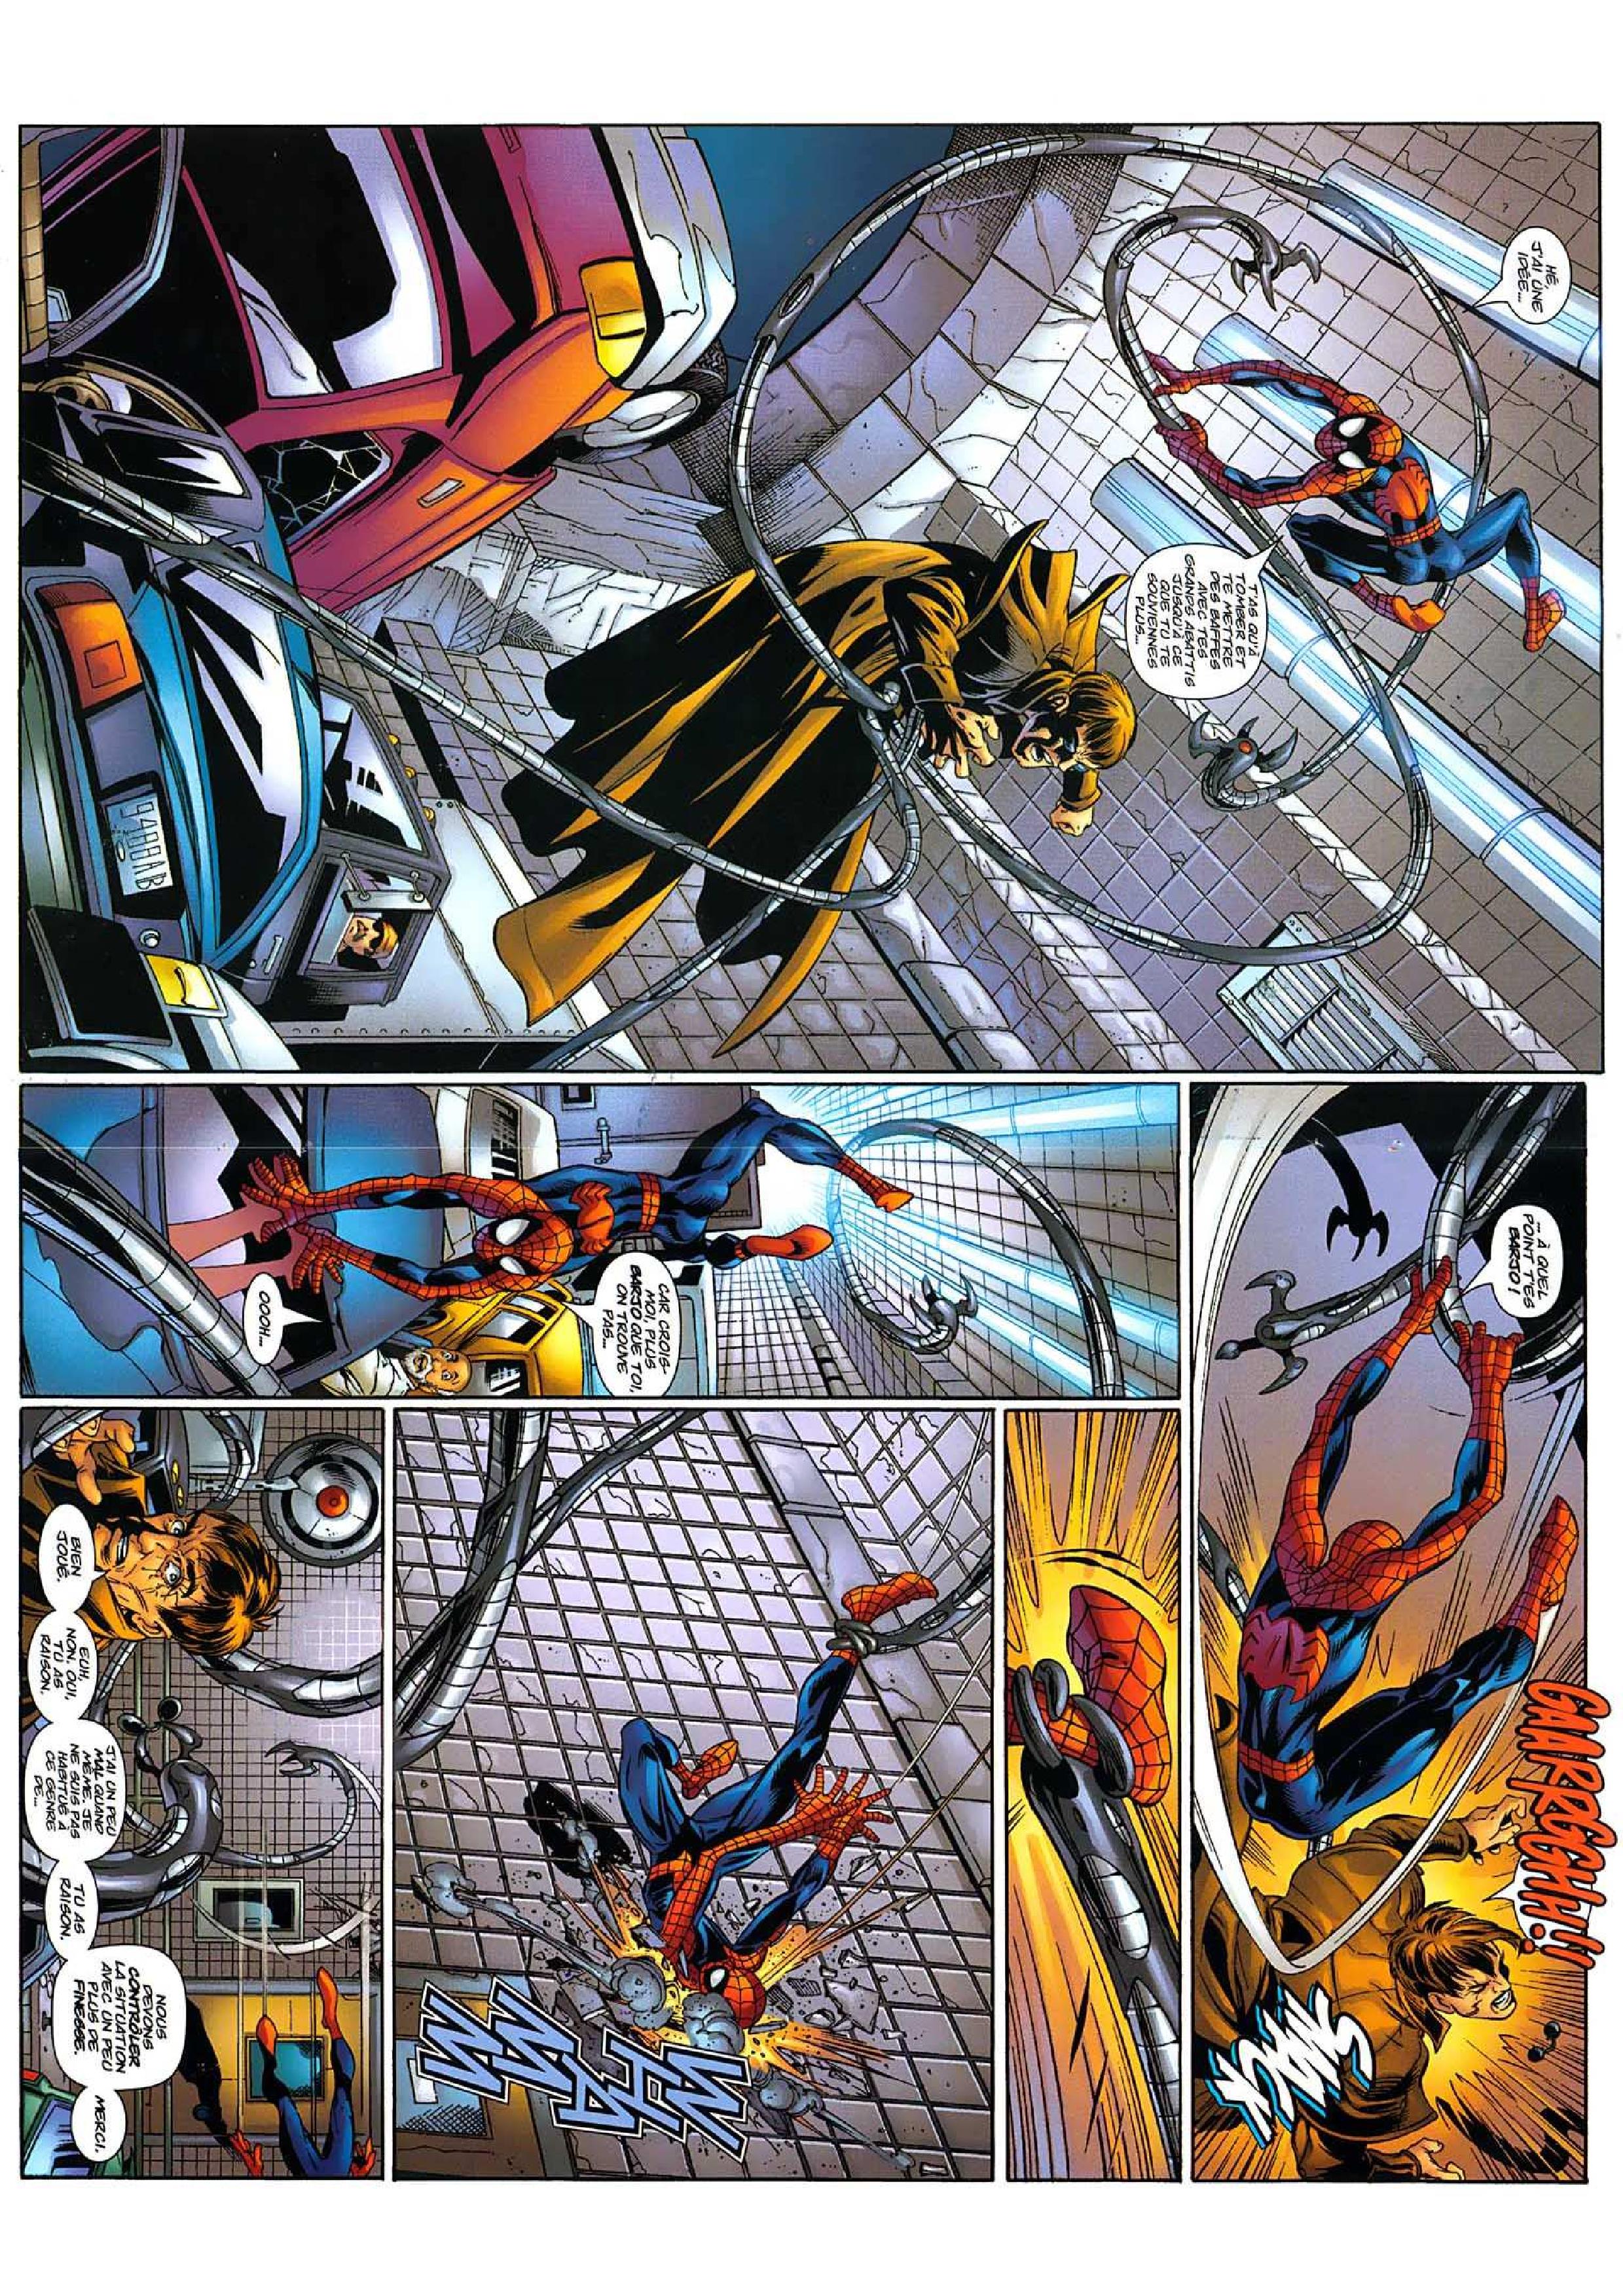 HÉ,
J'AI UNE
IDÉE...
T'AS QU'À
TOMBER ET
TE METTRE
DES BAFFES
AVEC TES
GRANDS ABATTIS
JUSQU'À CE
QUE TU TE
SOUVIENNES
PLUS...
... À QUEL
POINT T'ES
BARJO !
GAARGGHH!!
SMACK
CAR CROIS-
MOI, PLUS
BARJO QUE TOI,
ON TROUVE
PAS...
OOOH...
WHAMMM
BIEN
JOUÉ.
EUH,
NON OUI,
TU AS
RAISON.
J'AI UN PEU
MAL QUAND
MÊME. JE
NE SUIS PAS
HABITUÉ À
CE GENRE
DE...
TU AS
RAISON.
NOUS
DEVONS
CONTRÔLER
LA SITUATION
AVEC UN PEU
PLUS DE
FINESSE.
MERCI.